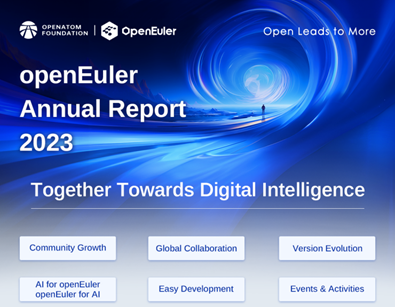 OPENATOM
FOUNDATION
OpenEuler
Open Leads to More
openEuler
Annual Report
2023
Together Towards Digital Intelligence
Community Growth
Global Collaboration
Version Evolution
AI for openEuler
openEuler for AI
Easy Development
Events & Activities